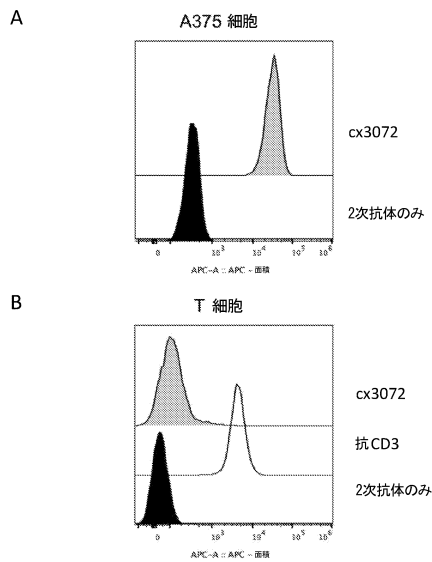 A
A375 細胞
cx3072
2次抗体のみ
0 10³ 10⁴ 10⁵ 10⁶
APC-A :: APC - 面積
B
T 細胞
cx3072
抗CD3
2次抗体のみ
0 10³ 10⁴ 10⁵ 10⁶
APC-A :: APC - 面積